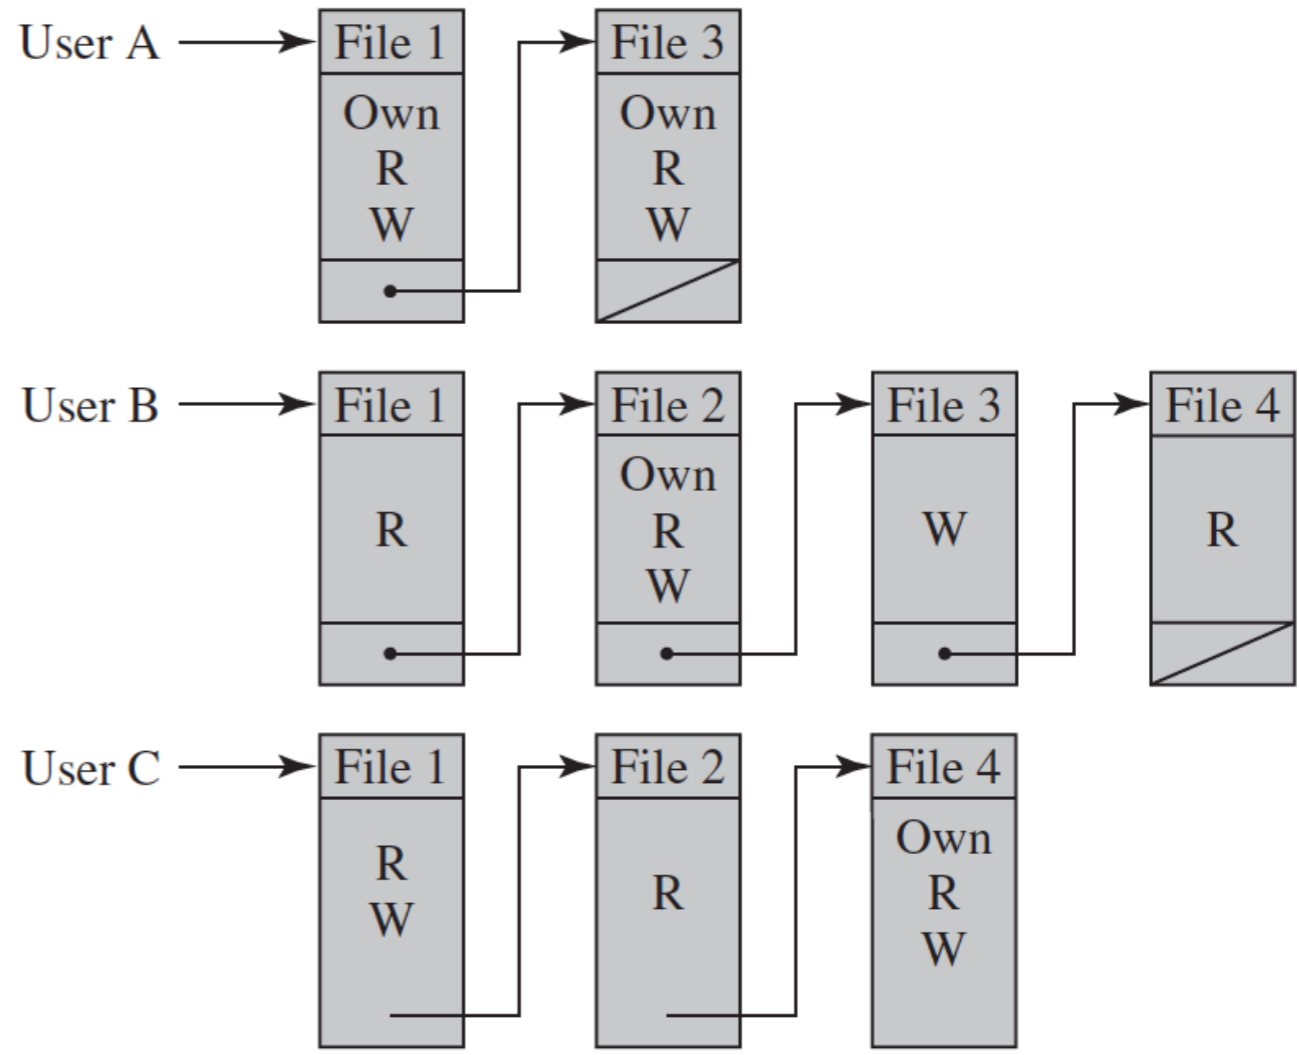 User A
File 1
Own
R
W
File 3
Own
R
W
User B
File 1
R
File 2
Own
R
W
File 3
W
File 4
R
User C
File 1
R
W
File 2
R
File 4
Own
R
W